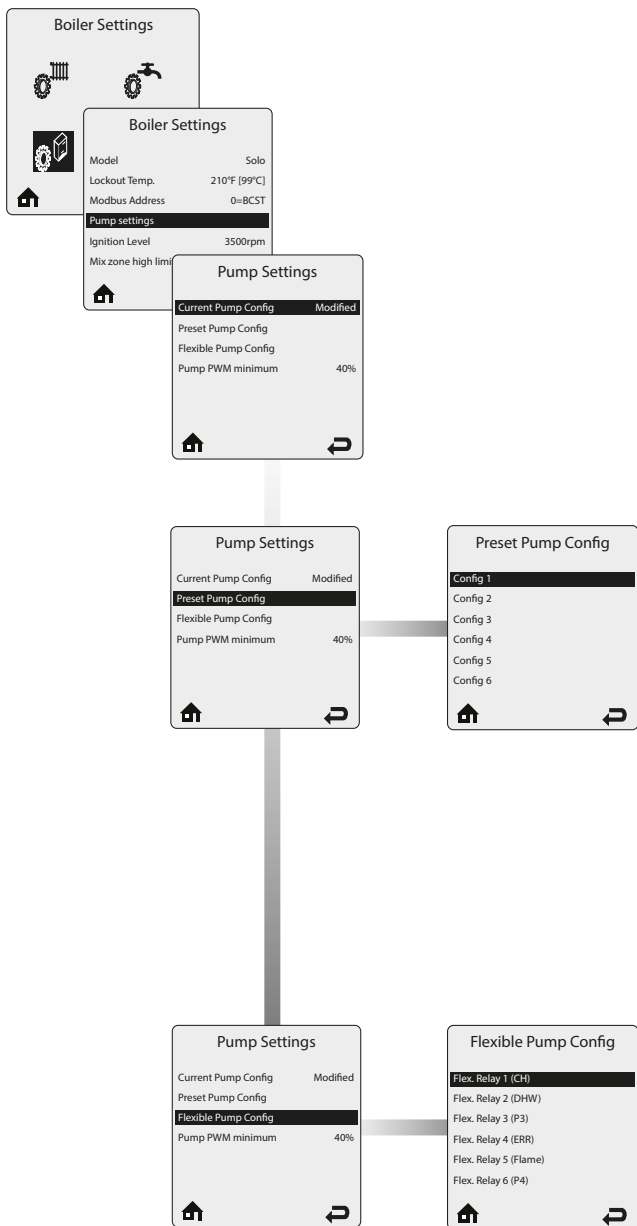 Boiler Settings
Boiler Settings
Model Solo
Lockout Temp. 210°F [99°C]
Modbus Address 0=BCST
Pump settings
Ignition Level 3500rpm
Mix zone high limi
Pump Settings
Current Pump Config Modified
Preset Pump Config
Flexible Pump Config
Pump PWM minimum 40%
Pump Settings
Current Pump Config Modified
Preset Pump Config
Flexible Pump Config
Pump PWM minimum 40%
Preset Pump Config
Config 1
Config 2
Config 3
Config 4
Config 5
Config 6
Pump Settings
Current Pump Config Modified
Preset Pump Config
Flexible Pump Config
Pump PWM minimum 40%
Flexible Pump Config
Flex. Relay 1 (CH)
Flex. Relay 2 (DHW)
Flex. Relay 3 (P3)
Flex. Relay 4 (ERR)
Flex. Relay 5 (Flame)
Flex. Relay 6 (P4)